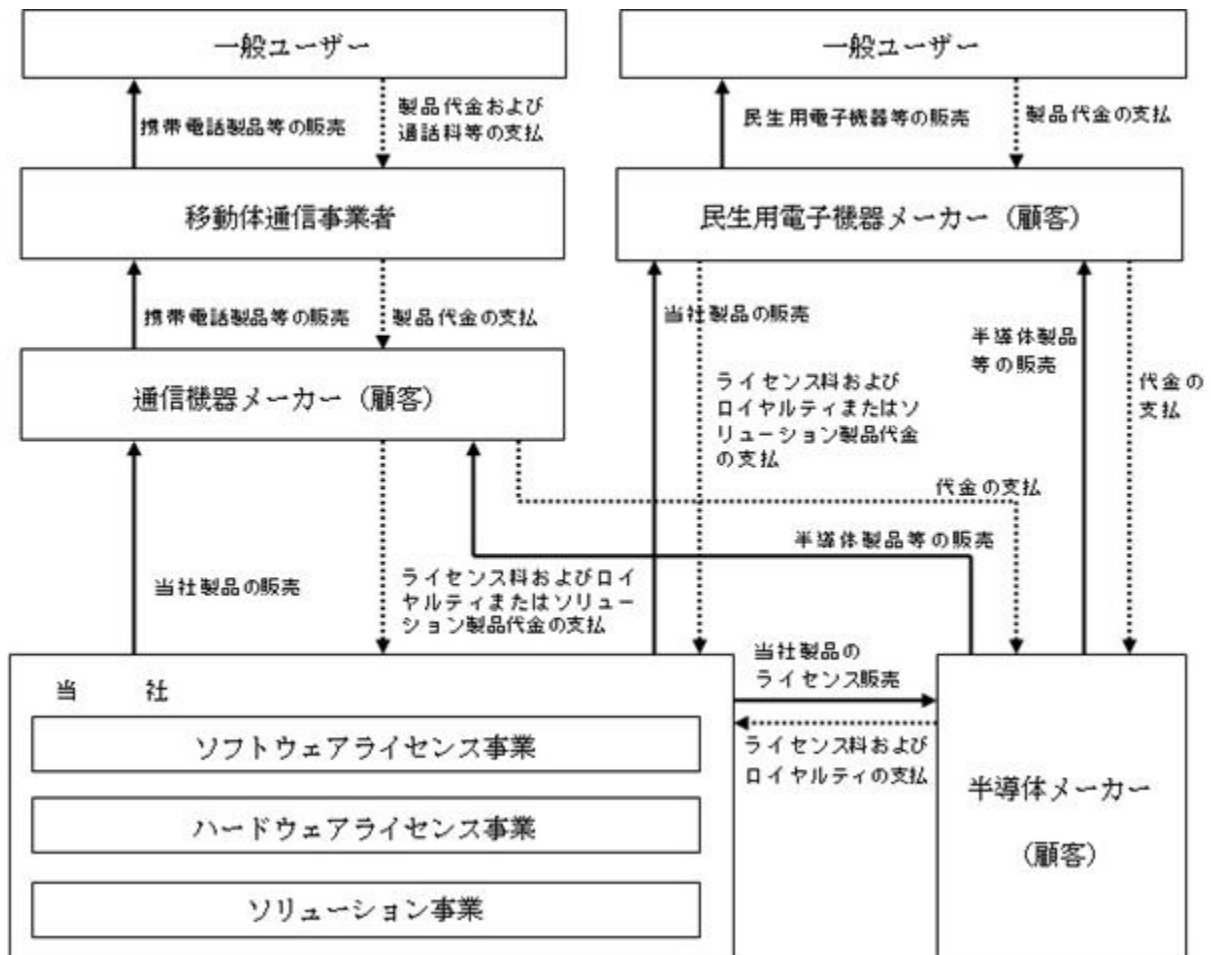 一般ユーザー
一般ユーザー
携帯電話製品等の販売
製品代金および
通話料等の支払
民生用電子機器等の販売
製品代金の支払
移動体通信事業者
民生用電子機器メーカー（顧客）
携帯電話製品等の販売
製品代金の支払
当社製品の販売
半導体製品
等の販売
通信機器メーカー（顧客）
ライセンス料および
ロイヤルティまたはソ
リューション製品代金
の支払
代金の
支払
代金の支払
半導体製品等の販売
当社製品の販売
ライセンス料およびロイ
ヤルティまたはソリュー
ション製品代金の支払
当社製品の
ライセンス販売
当　社
ソフトウェアライセンス事業
ライセンス料および
ロイヤルティの支払
ハードウェアライセンス事業
半導体メーカー
（顧客）
ソリューション事業